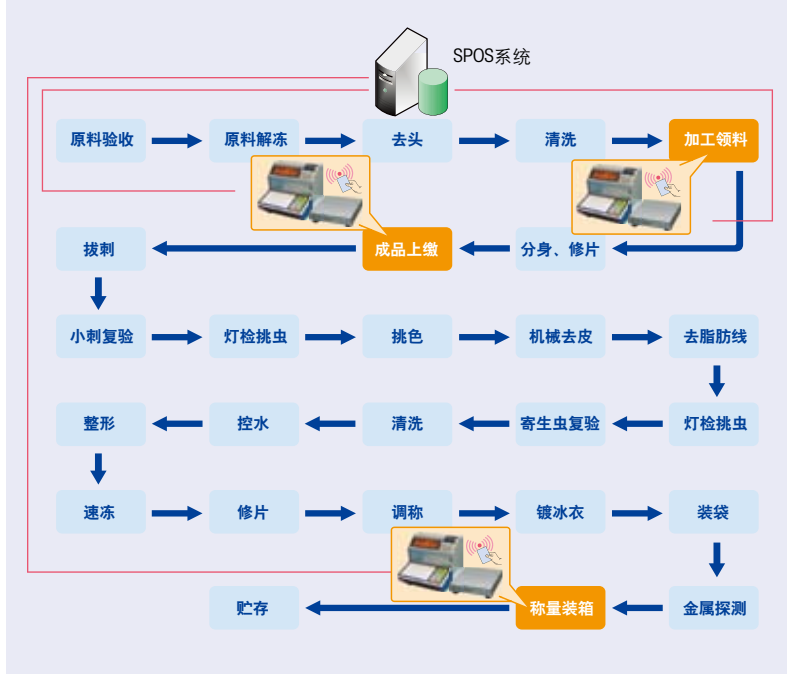 SPOS系统
原料验收
原料解冻
去头
清洗
加工领料
分身、修片
成品上缴
拔刺
小刺复验
灯检挑虫
挑色
机械去皮
去脂肪线
灯检挑虫
寄生虫复验
清洗
控水
整形
速冻
修片
调称
镀冰衣
装袋
金属探测
称量装箱
贮存